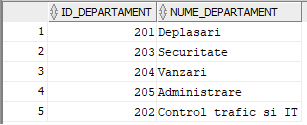 ID_DEPARTAMENT NUME_DEPARTAMENT
1 201 Deplasari
2 203 Securitate
3 204 Vanzari
4 205 Administrare
5 202 Control trafic si IT